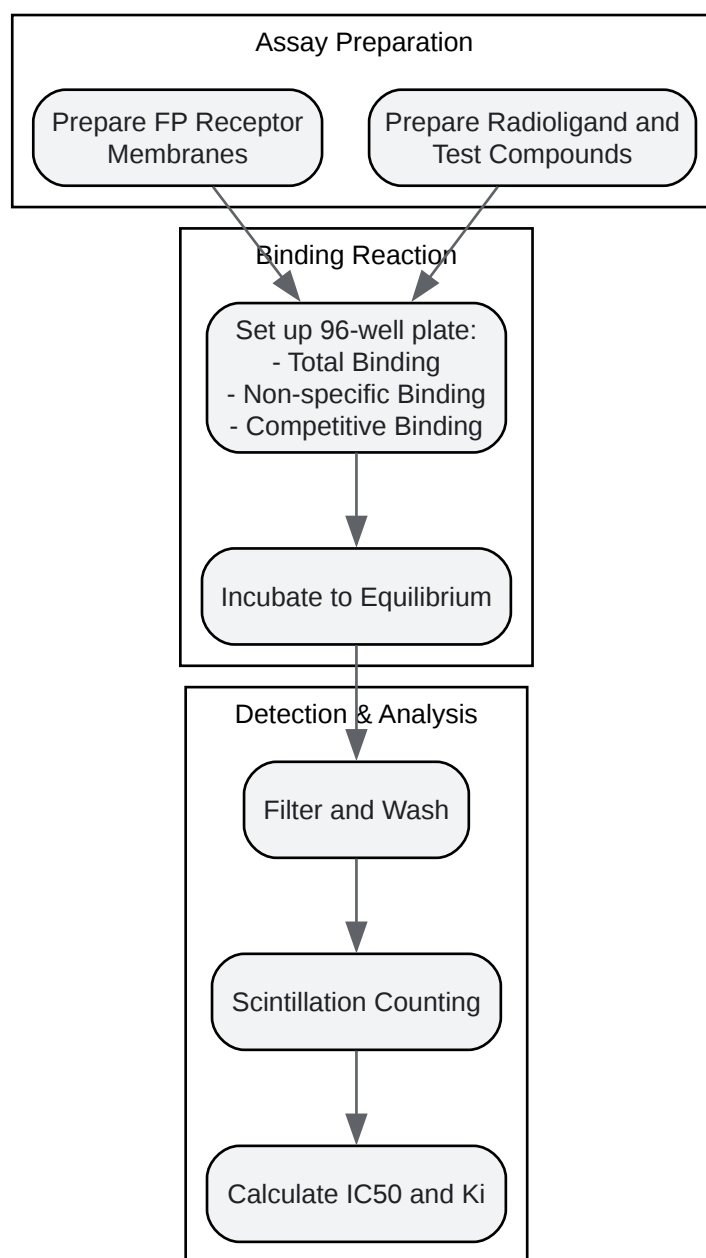 Assay Preparation
Prepare FP Receptor
Membranes
Prepare Radioligand and
Test Compounds
Binding Reaction
Set up 96-well plate:
- Total Binding
- Non-specific Binding
- Competitive Binding
Incubate to Equilibrium
Detection & Analysis
Filter and Wash
Scintillation Counting
Calculate IC50 and Ki